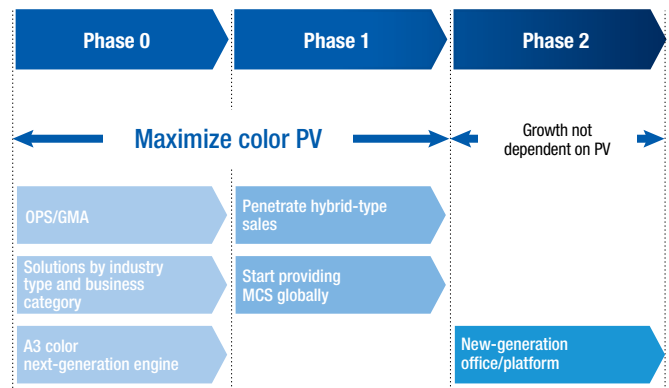 Phase 0
Phase 1
Phase 2
Maximize color PV
Growth not
dependent on PV
OPS/GMA
Penetrate hybrid-type
sales
Solutions by industry
type and business
category
Start providing
MCS globally
A3 color
next-generation engine
New-generation
office/platform